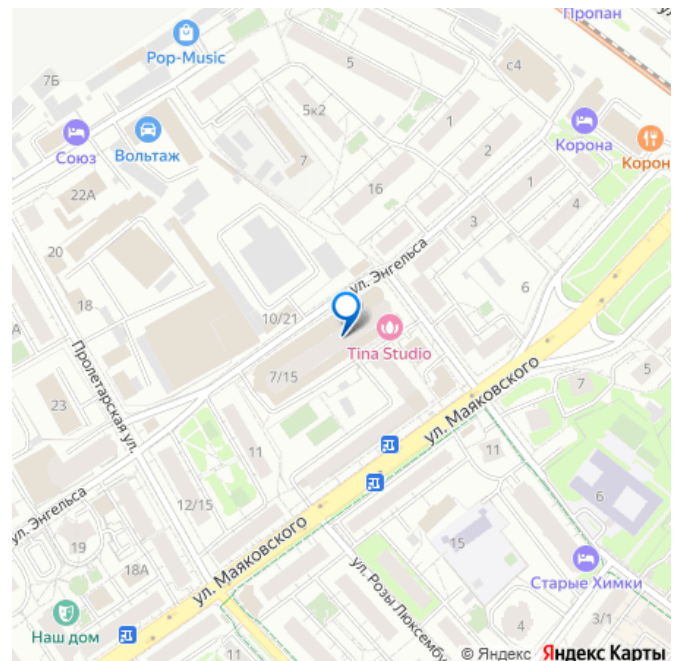 Пропан
Pop-Music
5
с4
7Б
5к2
1
Союз
Вольтаж
Корона
Корон
7
2
22А
16
1
4
3
20
ул. Энгельса
6
18
10/21
Tina Studio
Пролетарская ул.
7/15
5
7
ул. Маяковского
23
11
11
6
12/15
ул. Энгельса
19
15
18А
ул. Маяковского
Старые Химки
ул. Розы Люксембу
4
3/1
Наш дом
11
© Яндекс Яндекс Карты